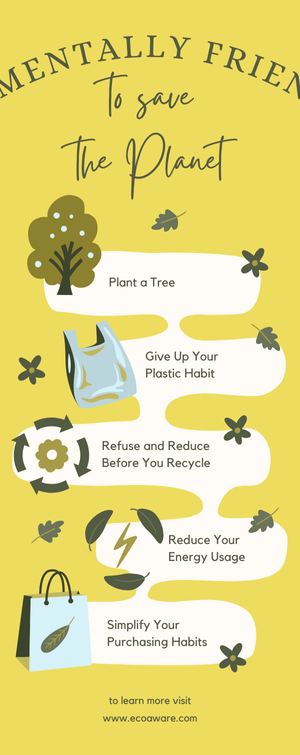 MENTALLY FRIEN
To save
the Planet
Plant a Tree
Give Up Your
Plastic Habit
Refuse and Reduce
Before You Recycle
Reduce Your
Energy Usage
Simplify Your
Purchasing Habits
to learn more visit
www.ecoaware.com